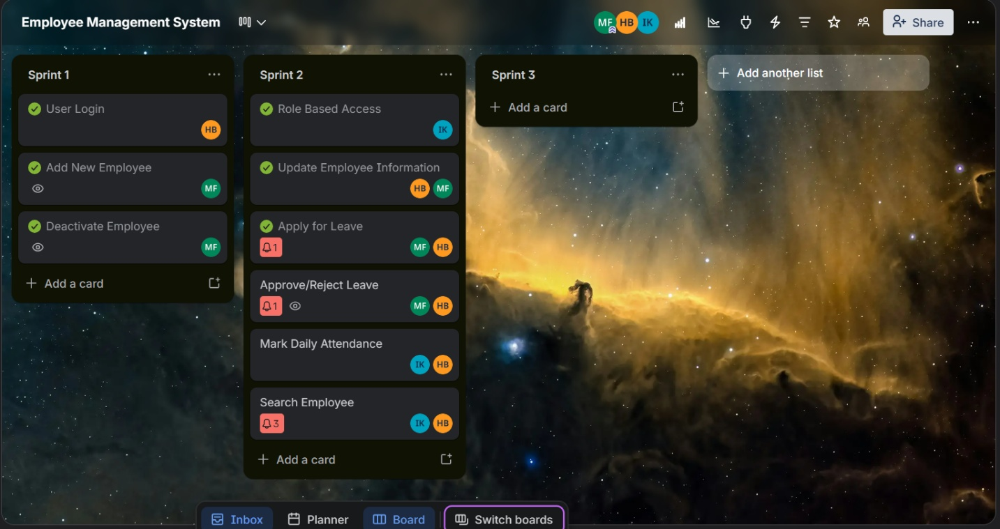 Employee Management System
MF HB IK
Share
Sprint 1
User Login
HB
Add New Employee
MF
Deactivate Employee
MF
Add a card
Sprint 2
Role Based Access
IK
Update Employee Information
HB MF
Apply for Leave
1 MF HB
Approve/Reject Leave
1 MF HB
Mark Daily Attendance
IK HB
Search Employee
3 IK HB
Add a card
Sprint 3
Add a card
Add another list
Inbox Planner Board Switch boards